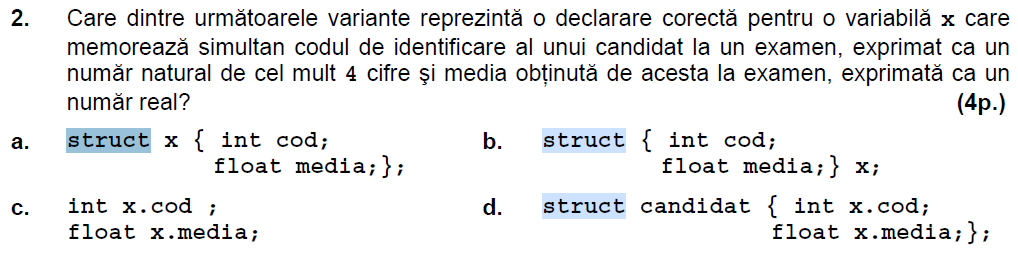 2. Care dintre următoarele variante reprezintă o declarare corectă pentru o variabilă x care
memorează simultan codul de identificare al unui candidat la un examen, exprimat ca un
număr natural de cel mult 4 cifre şi media obţinută de acesta la examen, exprimată ca un
număr real? (4p.)
a. struct x { int cod;
float media;};
b. struct { int cod;
float media;} x;
c. int x.cod ;
float x.media;
d. struct candidat { int x.cod;
float x.media;};